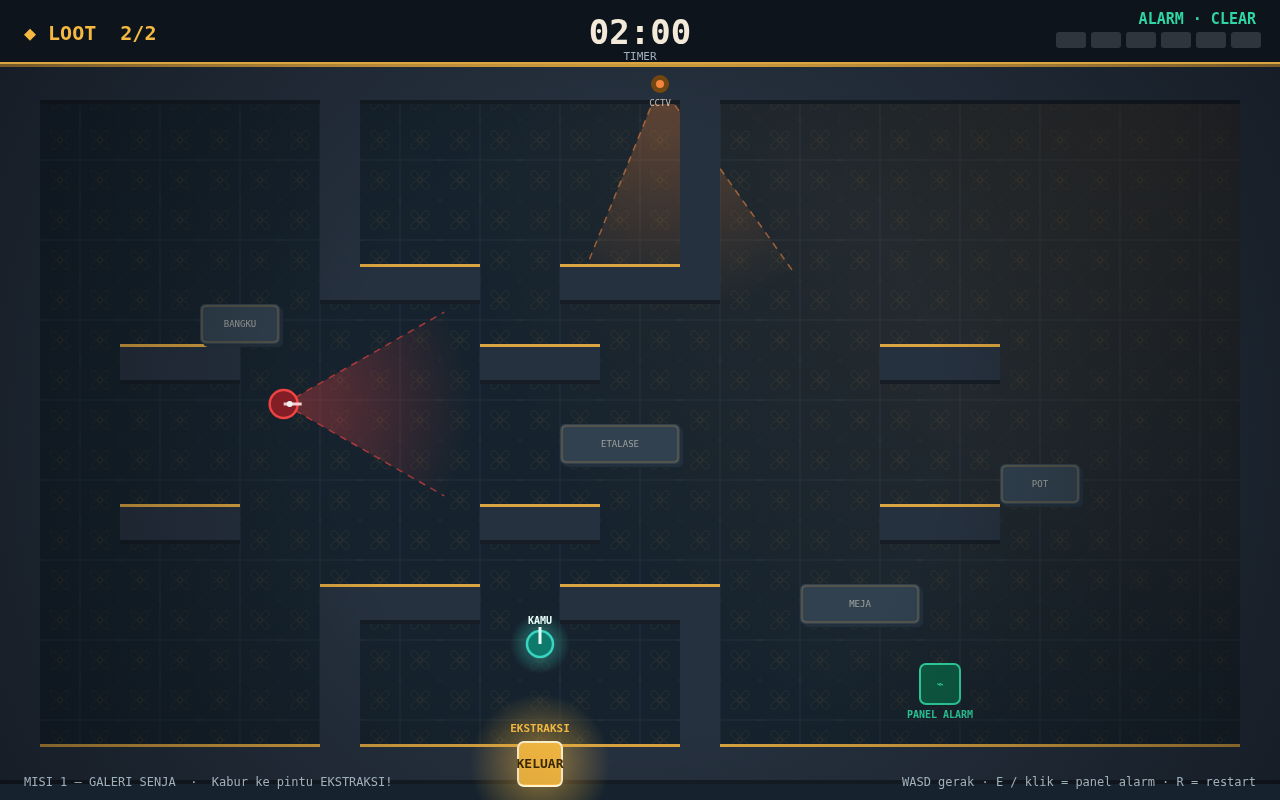 ◆ LOOT 2/2
02:00
TIMER
ALARM · CLEAR
CCTV
BANGKU
ETALASE
POT
MEJA
KAMU
PANEL ALARM
EKSTRAKSI
KELUAR
MISI 1 — GALERI SENJA · Kabur ke pintu EKSTRAKSI!
WASD gerak · E / klik = panel alarm · R = restart